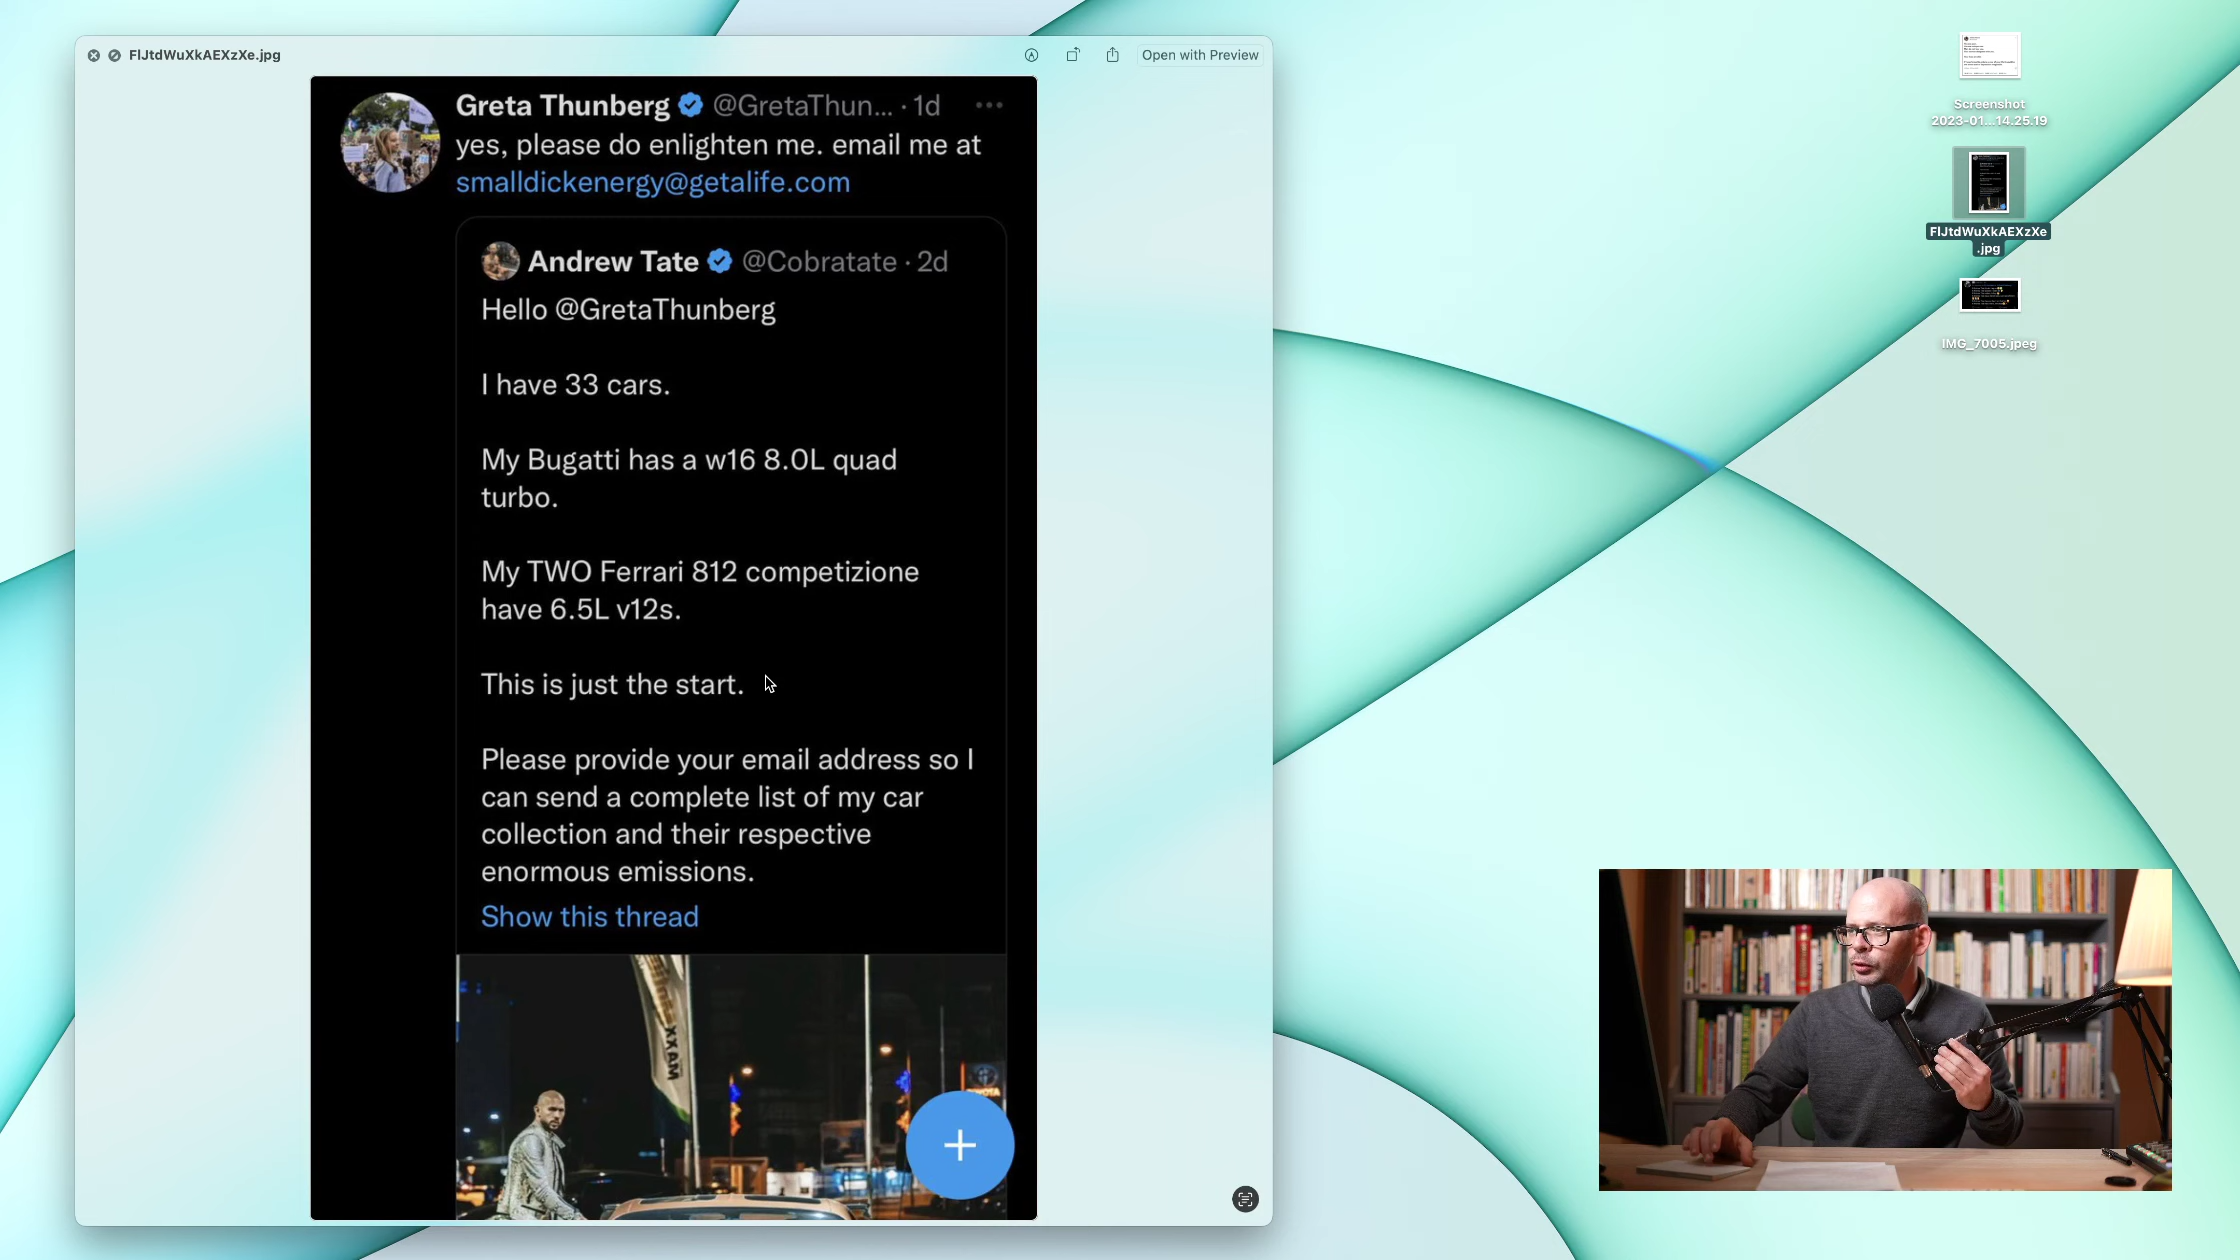 FIJtdWuXkAEXzXe.jpg
Open with Preview
Greta Thunberg @GretaThun... · 1d
yes, please do enlighten me. email me at
smalldickenergy@getalife.com
Andrew Tate @Cobratate · 2d
Hello @GretaThunberg
I have 33 cars.
My Bugatti has a w16 8.0L quad
turbo.
My TWO Ferrari 812 competizione
have 6.5L v12s.
This is just the start.
Please provide your email address so I
can send a complete list of my car
collection and their respective
enormous emissions.
Show this thread
MAXX
TOYOTA
Screenshot
2023-01...14.25.19
FIJtdWuXkAEXzXe
.jpg
IMG_7005.jpeg